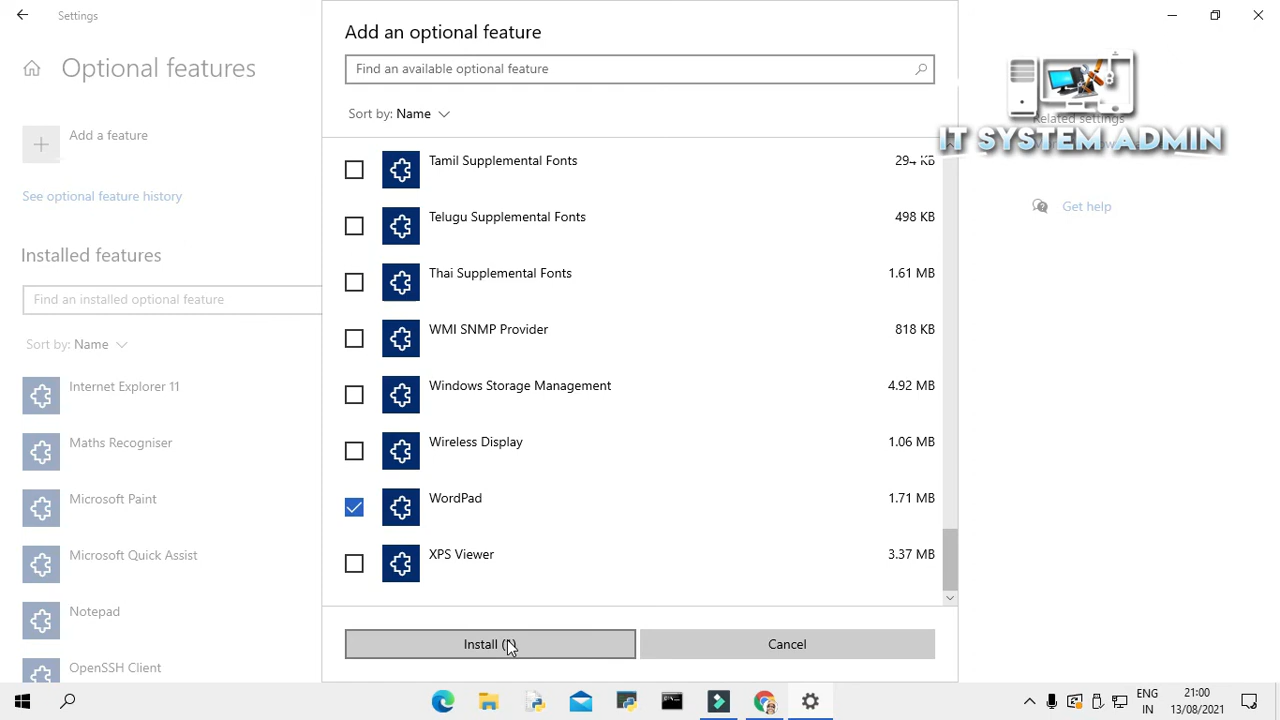 Settings
Optional features
Add a feature
See optional feature history
Installed features
Find an installed optional feature
Sort by: Name
Internet Explorer 11
Maths Recogniser
Microsoft Paint
Microsoft Quick Assist
Notepad
OpenSSH Client
Add an optional feature
Find an available optional feature
Sort by: Name
Tamil Supplemental Fonts 294 KB
Telugu Supplemental Fonts 498 KB
Thai Supplemental Fonts 1.61 MB
WMI SNMP Provider 818 KB
Windows Storage Management 4.92 MB
Wireless Display 1.06 MB
WordPad 1.71 MB
XPS Viewer 3.37 MB
Install
Cancel
Related settings
IT SYSTEM ADMIN
Get help
ENG
IN
21:00
13/08/2021